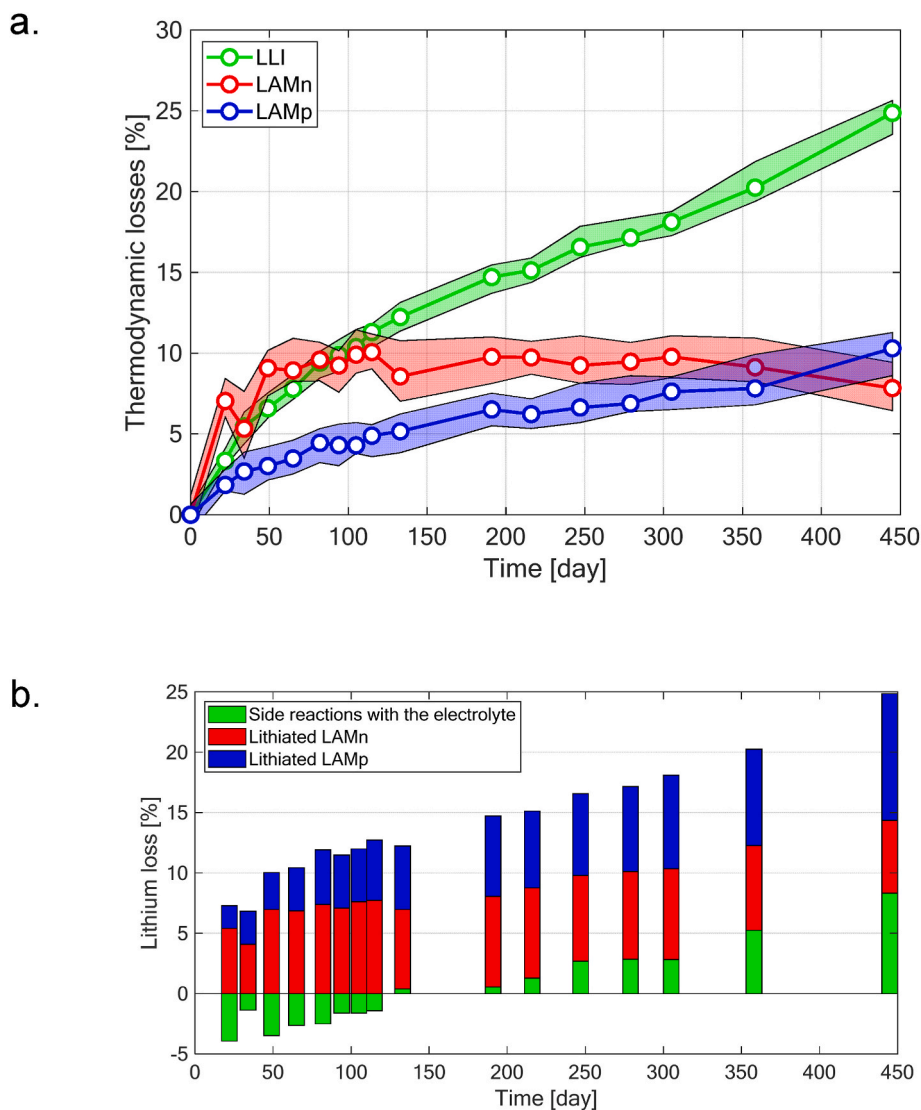 a.
Thermodynamic losses [%]
30
25
20
15
10
5
0
LLI
LAMn
LAMp
0 50 100 150 200 250 300 350 400 450
Time [day]
b.
Lithium loss [%]
25
20
15
10
5
0
-5
Side reactions with the electrolyte
Lithiated LAMn
Lithiated LAMp
0 50 100 150 200 250 300 350 400 450
Time [day]